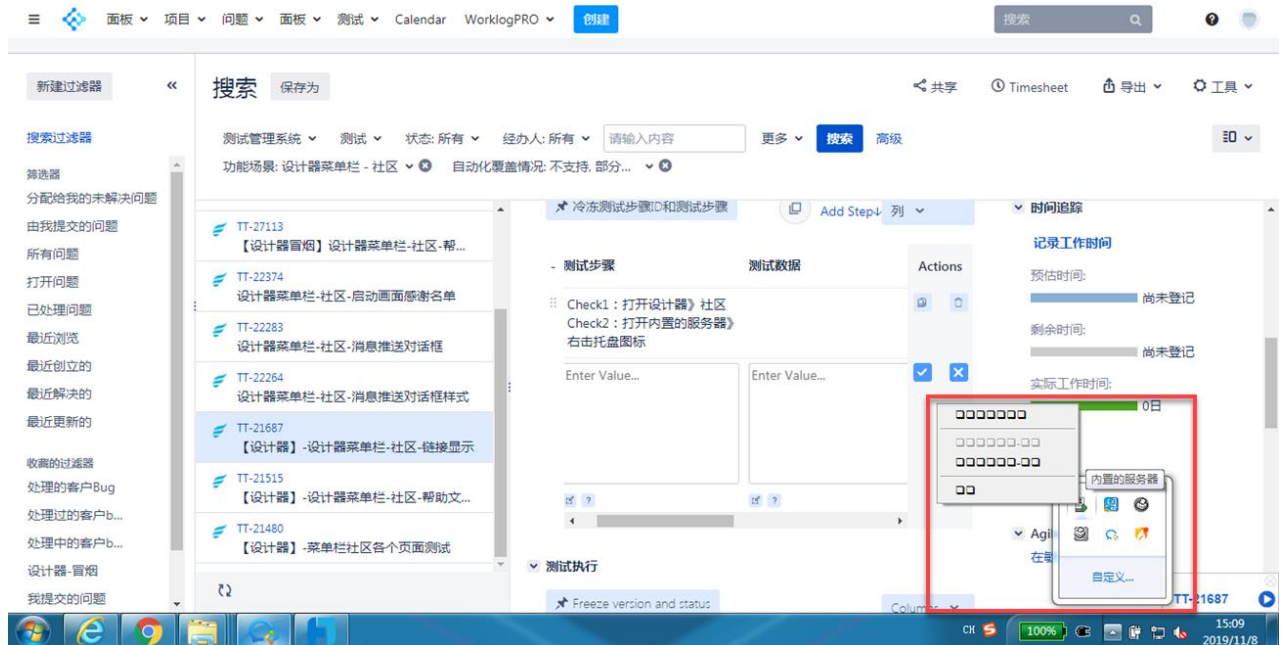 面板 项目 问题 面板 测试 Calendar WorklogPRO 创建 搜索
新建过滤器 «
搜索 保存为 共享 Timesheet 导出 工具
搜索过滤器
测试管理系统 测试 状态: 所有 经办人: 所有 请输入内容 更多 搜索 高级
功能场景: 设计器菜单栏 - 社区 自动化覆盖情况: 不支持, 部分...
筛选器
分配给我的未解决问题
由我提交的问题
所有问题
打开问题
已处理问题
最近浏览
最近创立的
最近解决的
最近更新的
收藏的过滤器
处理的客户Bug
处理过的客户b...
处理中的客户b...
设计器-冒烟
我提交的问题
TT-27113
【设计器冒烟】设计器菜单栏-社区-帮...
TT-22374
设计器菜单栏-社区-启动画面感谢名单
TT-22283
设计器菜单栏-社区-消息推送对话框
TT-22264
设计器菜单栏-社区-消息推送对话框样式
TT-21687
【设计器】-设计器菜单栏-社区-链接显示
TT-21515
【设计器】-设计器菜单栏-社区-帮助文...
TT-21480
【设计器】-菜单栏社区各个页面测试
冷冻测试步骤ID和测试步骤 Add Step 列
- 测试步骤 测试数据 Actions
Check1：打开设计器》社区
Check2：打开内置的服务器》
右击托盘图标
Enter Value... Enter Value...
测试执行
Freeze version and status Columns
时间追踪
记录工作时间
预估时间:
尚未登记
剩余时间:
尚未登记
实际工作时间:
0日
内置的服务器
自定义...
Agil
在敏
TT-21687
CH 100% 15:09
2019/11/8